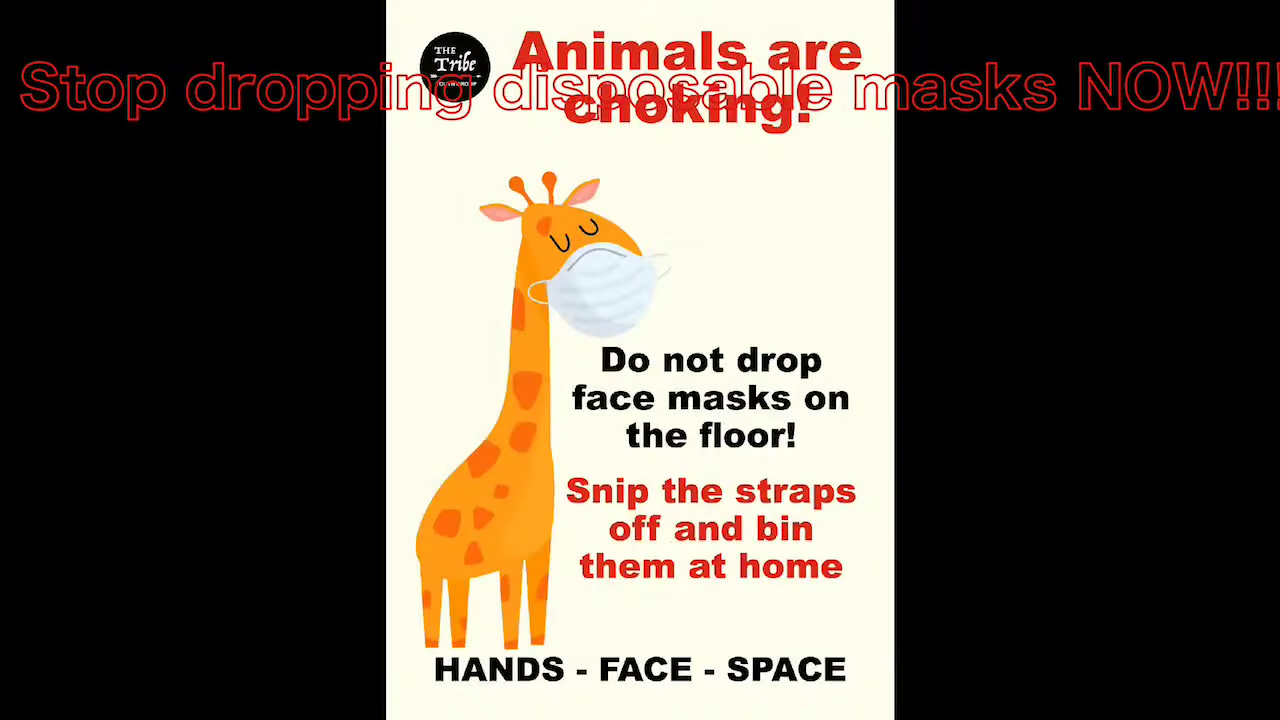 THE
Tribe
Animals are
Stop dropping disposable masks NOW!!!
choking!
Do not drop
face masks on
the floor!
Snip the straps
off and bin
them at home
HANDS - FACE - SPACE